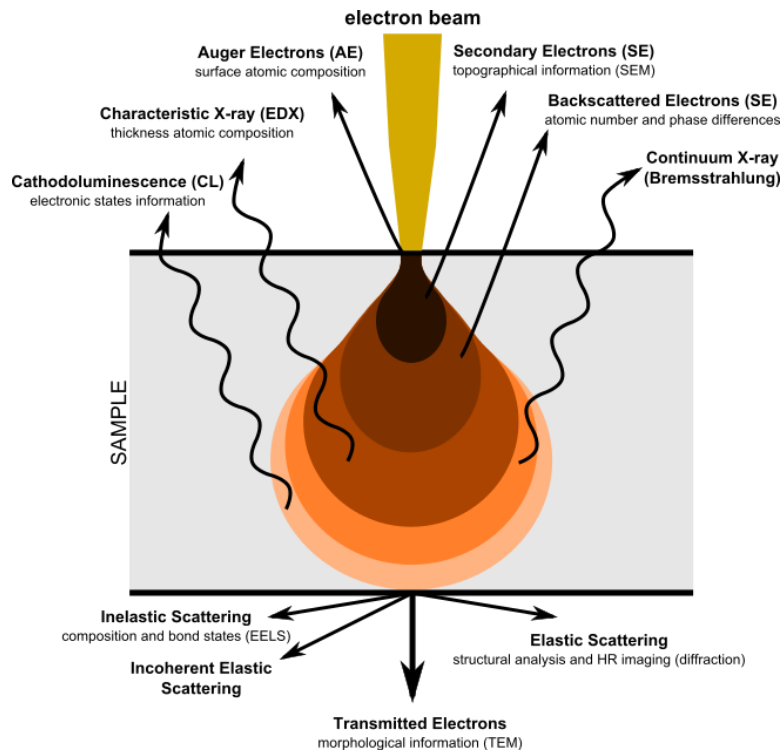 electron beam
Auger Electrons (AE)
surface atomic composition
Secondary Electrons (SE)
topographical information (SEM)
Characteristic X-ray (EDX)
thickness atomic composition
Backscattered Electrons (SE)
atomic number and phase differences
Cathodoluminescence (CL)
electronic states information
Continuum X-ray
(Bremsstrahlung)
SAMPLE
Inelastic Scattering
composition and bond states (EELS)
Incoherent Elastic
Scattering
Elastic Scattering
structural analysis and HR imaging (diffraction)
Transmitted Electrons
morphological information (TEM)